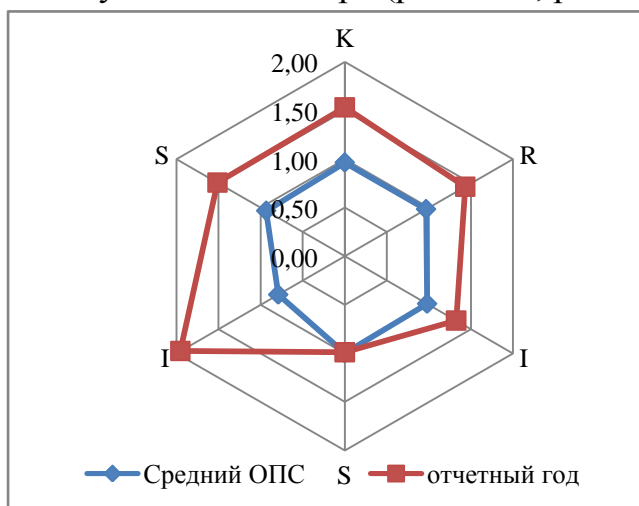 K
2,00
1,50
S
1,00
R
0,50
0,00
I
I
Средний ОПС
S
отчетный год